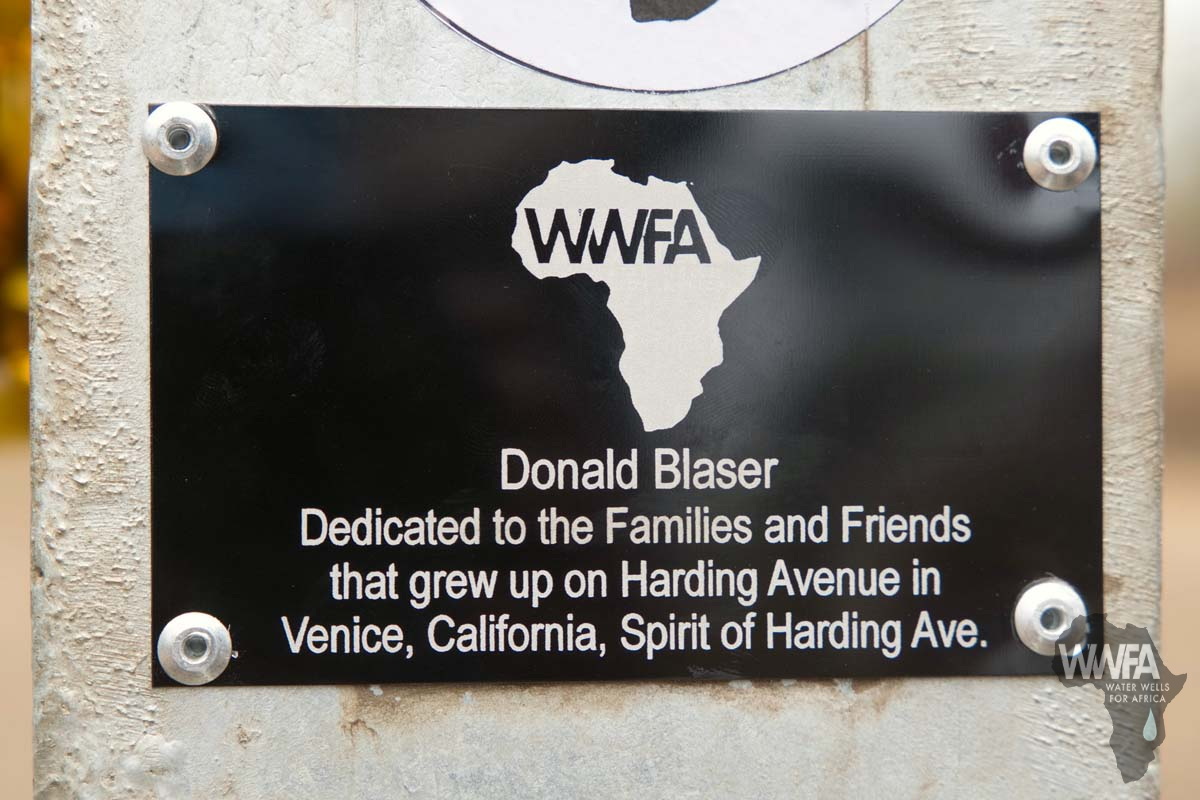 WWFA
Donald Blaser
Dedicated to the Families and Friends
that grew up on Harding Avenue in
Venice, California, Spirit of Harding Ave.
WWFA
WATER WELLS
FOR AFRICA